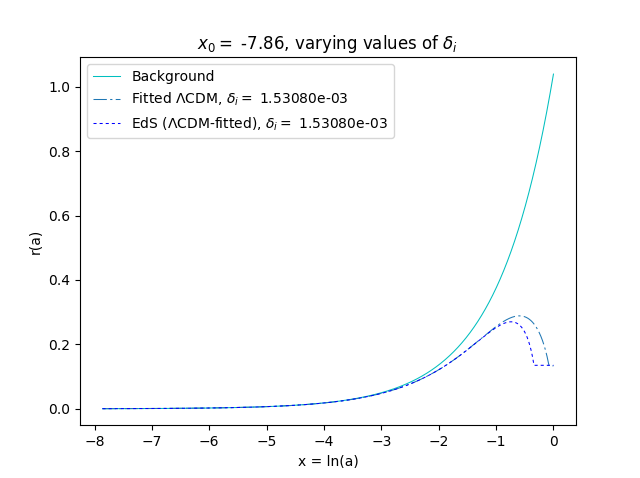 x₀ = -7.86, varying values of δᵢ
Background
Fitted ΛCDM, δᵢ = 1.53080e-03
EdS (ΛCDM-fitted), δᵢ = 1.53080e-03
1.0
0.8
0.6
0.4
0.2
0.0
r(a)
−8 −7 −6 −5 −4 −3 −2 −1 0
x = ln(a)